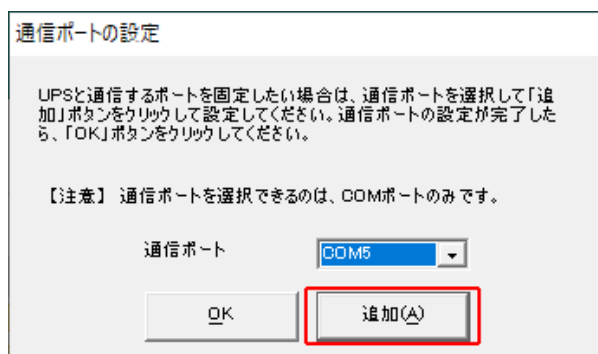 通信ポートの設定
UPSと通信するポートを固定したい場合は、通信ポートを選択して「追
加」ボタンをクリックして設定してください。通信ポートの設定が完了した
ら、「OK」ボタンをクリックしてください。
【注意】 通信ポートを選択できるのは、COMポートのみです。
通信ポート COM5
OK 追加(A)